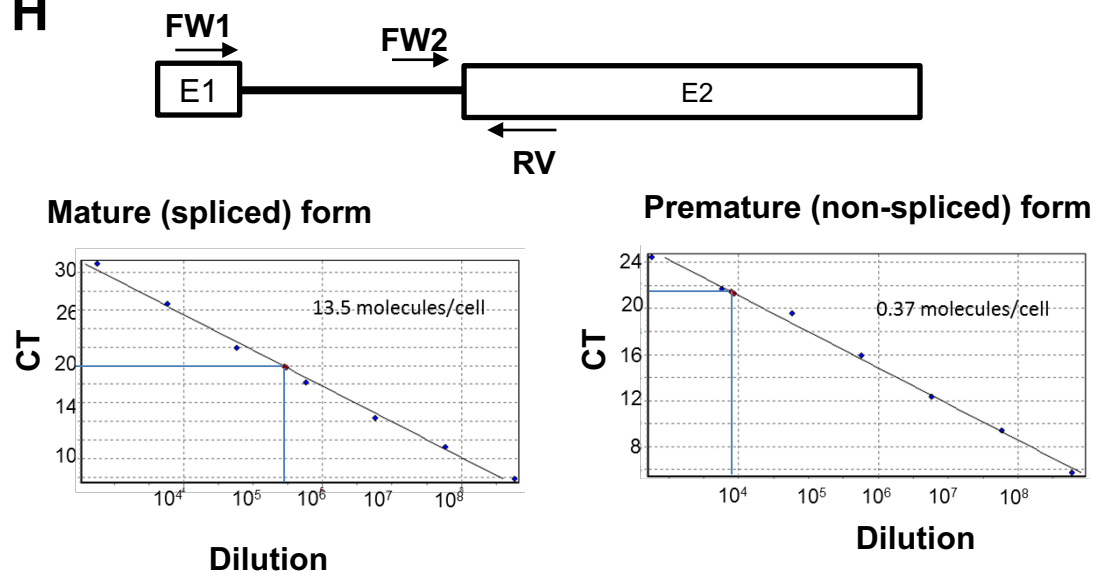 H
FW1
FW2
E1
E2
RV
Mature (spliced) form
Premature (non-spliced) form
30
26
20
14
10
CT
13.5 molecules/cell
10⁴ 10⁵ 10⁶ 10⁷ 10⁸
Dilution
24
20
16
12
8
CT
0.37 molecules/cell
10⁴ 10⁵ 10⁶ 10⁷ 10⁸
Dilution